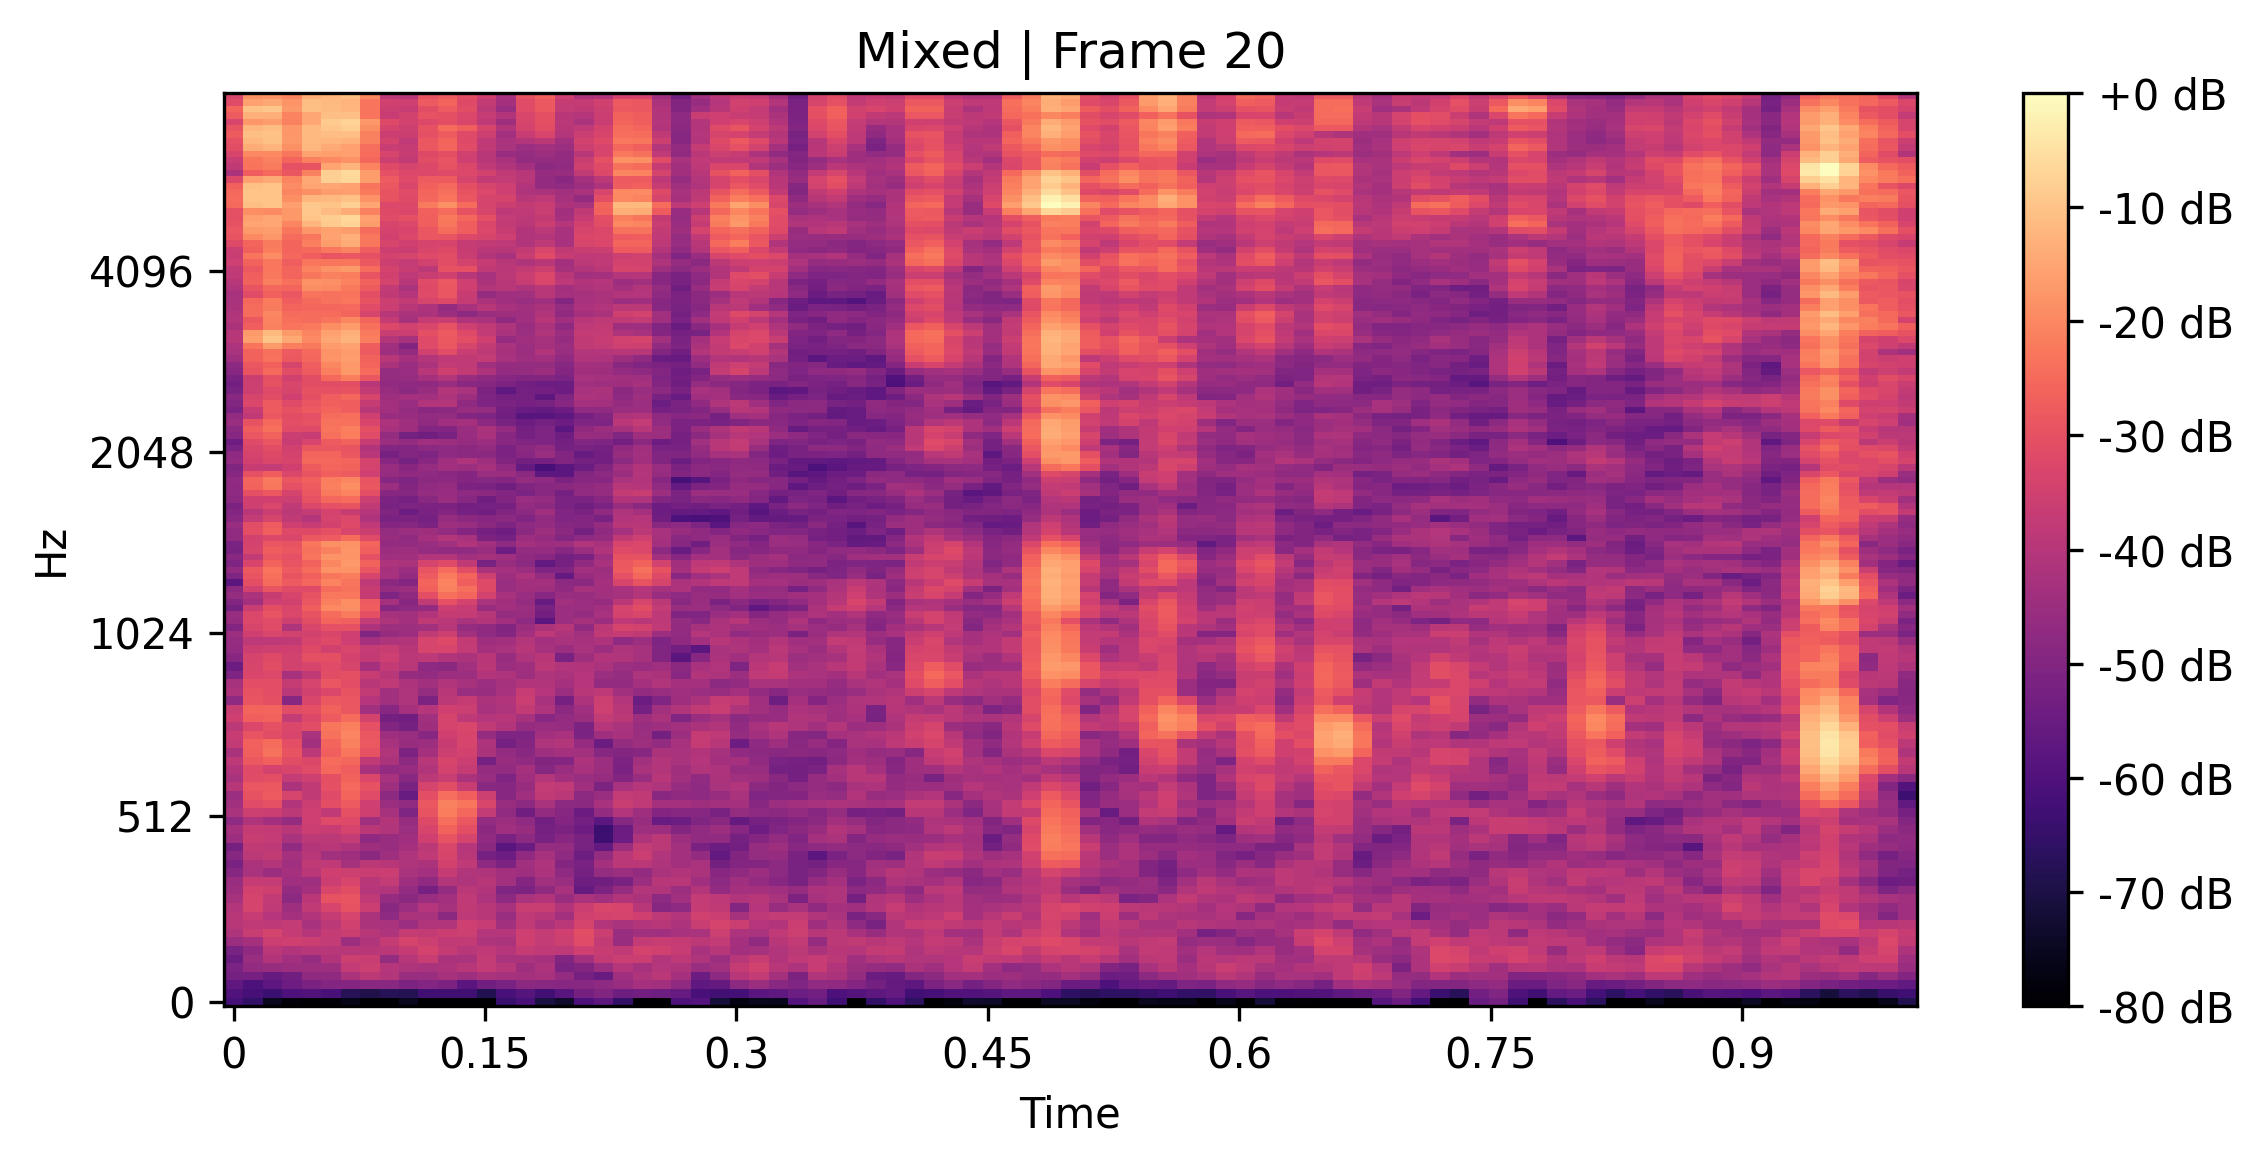 Mixed | Frame 20
+0 dB
-10 dB
-20 dB
-30 dB
-40 dB
-50 dB
-60 dB
-70 dB
-80 dB
4096
2048
1024
512
0
Hz
0 0.15 0.3 0.45 0.6 0.75 0.9
Time